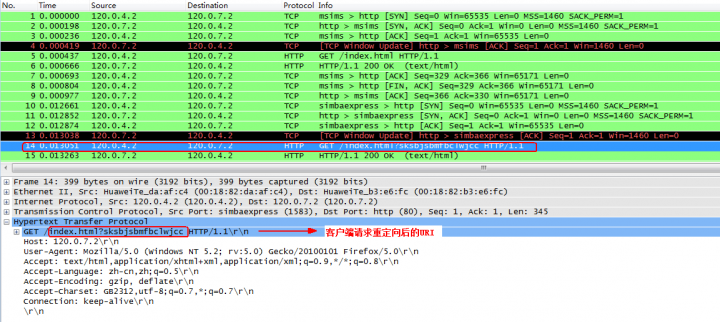 No. Time Source Destination Protocol Info
1 0.000000 120.0.4.2 120.0.7.2 TCP msims > http [SYN] Seq=0 Win=65535 Len=0 MSS=1460 SACK_PERM=1
2 0.000198 120.0.7.2 120.0.4.2 TCP http > msims [SYN, ACK] Seq=0 Ack=1 Win=65535 Len=0 MSS=1460 SACK_PERM=1
3 0.000236 120.0.4.2 120.0.7.2 TCP msims > http [ACK] Seq=1 Ack=1 Win=65535 Len=0
4 0.000419 120.0.7.2 120.0.4.2 TCP [TCP Window Update] http > msims [ACK] Seq=1 Ack=1 Win=1460 Len=0
5 0.000437 120.0.4.2 120.0.7.2 HTTP GET /index.html HTTP/1.1
6 0.000666 120.0.7.2 120.0.4.2 HTTP HTTP/1.1 200 OK (text/html)
7 0.000693 120.0.4.2 120.0.7.2 TCP msims > http [ACK] Seq=329 Ack=366 Win=65171 Len=0
8 0.000804 120.0.4.2 120.0.7.2 TCP msims > http [FIN, ACK] Seq=329 Ack=366 Win=65171 Len=0
9 0.000977 120.0.7.2 120.0.4.2 TCP http > msims [ACK] Seq=366 Ack=330 Win=65171 Len=0
10 0.012661 120.0.4.2 120.0.7.2 TCP simbaexpress > http [SYN] Seq=0 Win=65535 Len=0 MSS=1460 SACK_PERM=1
11 0.012852 120.0.7.2 120.0.4.2 TCP http > simbaexpress [SYN, ACK] Seq=0 Ack=1 Win=65535 Len=0 MSS=1460 SACK_PERM=1
12 0.012874 120.0.4.2 120.0.7.2 TCP simbaexpress > http [ACK] Seq=1 Ack=1 Win=65535 Len=0
13 0.013038 120.0.7.2 120.0.4.2 TCP [TCP Window Update] http > simbaexpress [ACK] Seq=1 Ack=1 Win=1460 Len=0
14 0.013051 120.0.4.2 120.0.7.2 HTTP GET /index.html?sksbjsbmfbclwjcc HTTP/1.1
15 0.013263 120.0.7.2 120.0.4.2 HTTP HTTP/1.1 200 OK (text/html)
Frame 14: 399 bytes on wire (3192 bits), 399 bytes captured (3192 bits)
Ethernet II, Src: HuaweiTe_da:af:c4 (00:18:82:da:af:c4), Dst: HuaweiTe_b3:e6:fc (00:18:82:b3:e6:fc)
Internet Protocol, Src: 120.0.4.2 (120.0.4.2), Dst: 120.0.7.2 (120.0.7.2)
Transmission Control Protocol, Src Port: simbaexpress (1583), Dst Port: http (80), Seq: 1, Ack: 1, Len: 345
Hypertext Transfer Protocol
GET /index.html?sksbjsbmfbclwjcc HTTP/1.1\r\n 客户端请求重定向后的URI
Host: 120.0.7.2\r\n
User-Agent: Mozilla/5.0 (Windows NT 5.2; rv:5.0) Gecko/20100101 Firefox/5.0\r\n
Accept: text/html,application/xhtml+xml,application/xml;q=0.9,*/*;q=0.8\r\n
Accept-Language: zh-cn,zh;q=0.5\r\n
Accept-Encoding: gzip, deflate\r\n
Accept-Charset: GB2312,utf-8;q=0.7,*;q=0.7\r\n
Connection: keep-alive\r\n
\r\n